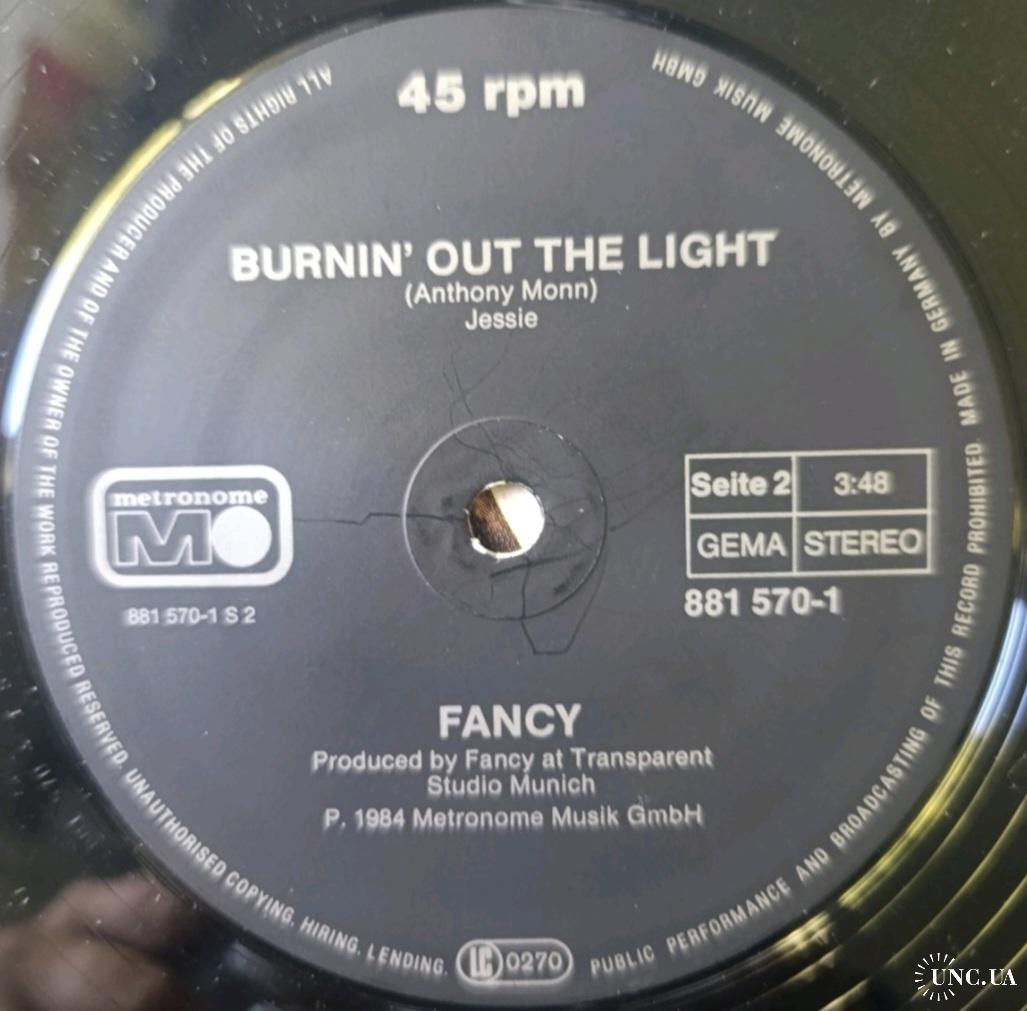 45 rpm
BURNIN' OUT THE LIGHT
(Anthony Monn)
Jessie
metronome
M
881 570-1 S 2
Seite 2 3:48
GEMA STEREO
881 570-1
FANCY
Produced by Fancy at Transparent
Studio Munich
P. 1984 Metronome Musik GmbH
ALL RIGHTS OF THE PRODUCER AND OF THE OWNER OF THE WORK REPRODUCED RESERVED. UNAUTHORISED COPYING, HIRING, LENDING, PUBLIC PERFORMANCE AND BROADCASTING OF THIS RECORD PROHIBITED. MADE IN GERMANY BY METRONOME MUSIK GMBH
LC 0270
UNC.UA